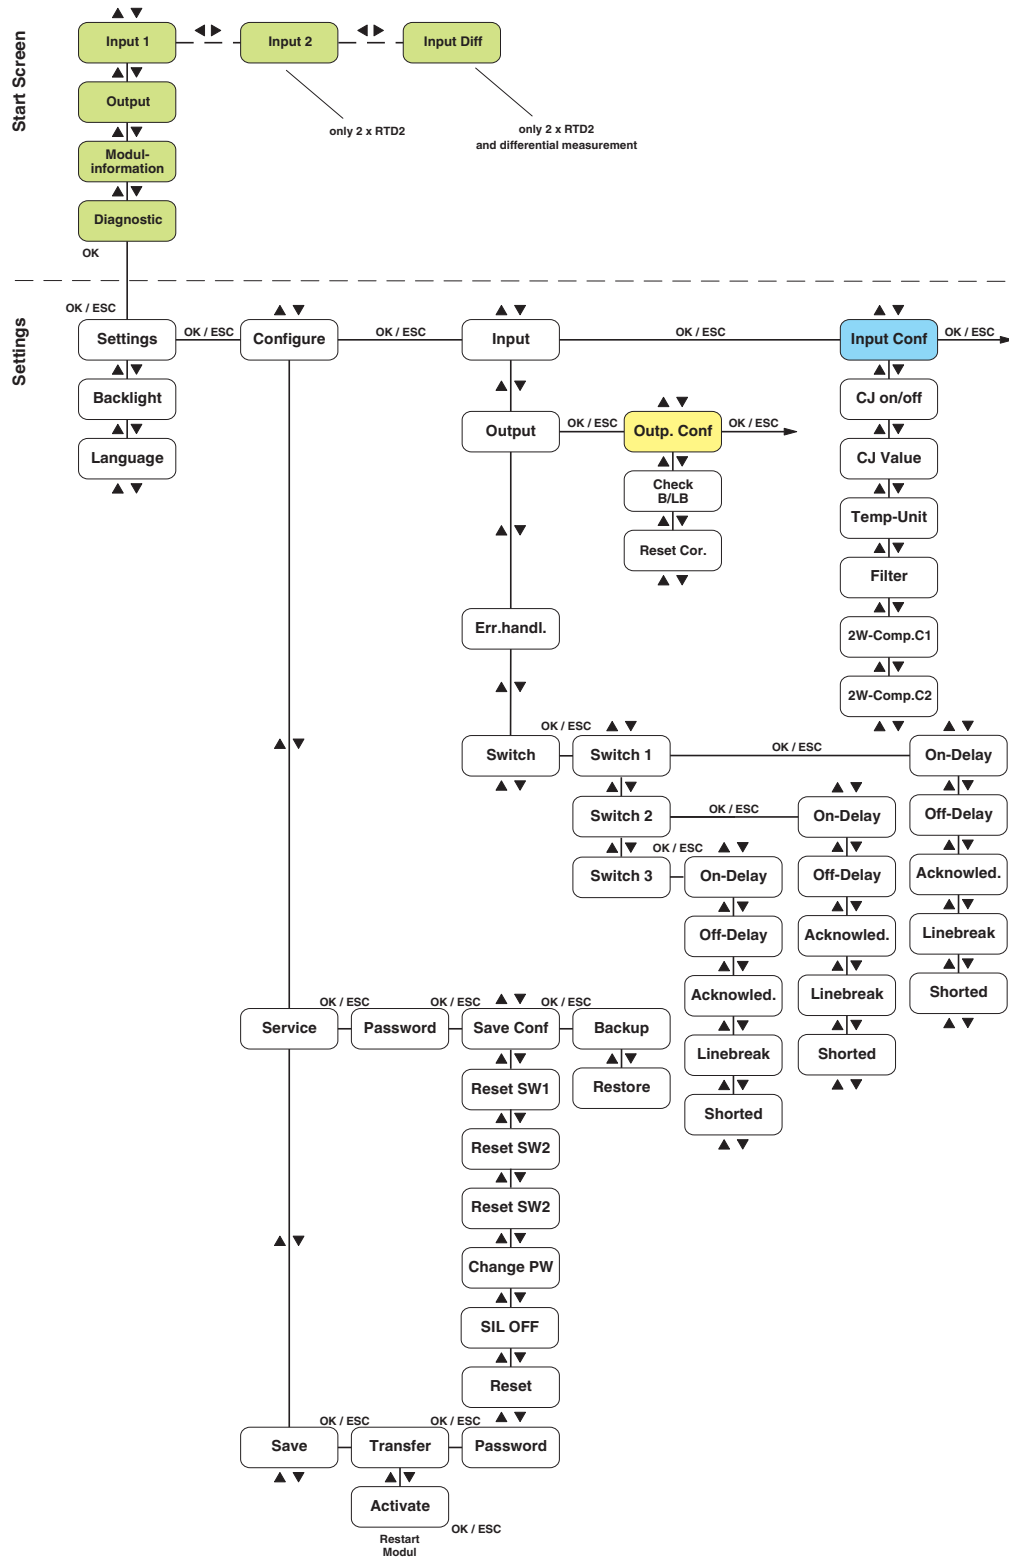 Start Screen
Input 1
Input 2
Input Diff
Output
only 2 x RTD2
only 2 x RTD2
and differential measurement
Modul-
information
Diagnostic
OK
Settings
OK / ESC
Settings
OK / ESC
Configure
OK / ESC
Input
OK / ESC
Input Conf
OK / ESC
Backlight
CJ on/off
Language
Output
OK / ESC
Outp. Conf
OK / ESC
CJ Value
Check
B/LB
Temp-Unit
Reset Cor.
Filter
Err.handl.
2W-Comp.C1
2W-Comp.C2
Switch
OK / ESC
Switch 1
OK / ESC
On-Delay
Switch 2
OK / ESC
On-Delay
Off-Delay
Switch 3
OK / ESC
On-Delay
Off-Delay
Acknowled.
Off-Delay
Acknowled.
Linebreak
Acknowled.
Linebreak
Shorted
Service
OK / ESC
Password
OK / ESC
Save Conf
OK / ESC
Backup
Linebreak
Shorted
Reset SW1
Restore
Shorted
Reset SW2
Reset SW2
Change PW
SIL OFF
Reset
Save
OK / ESC
Transfer
OK / ESC
Password
Activate
OK / ESC
Restart
Modul